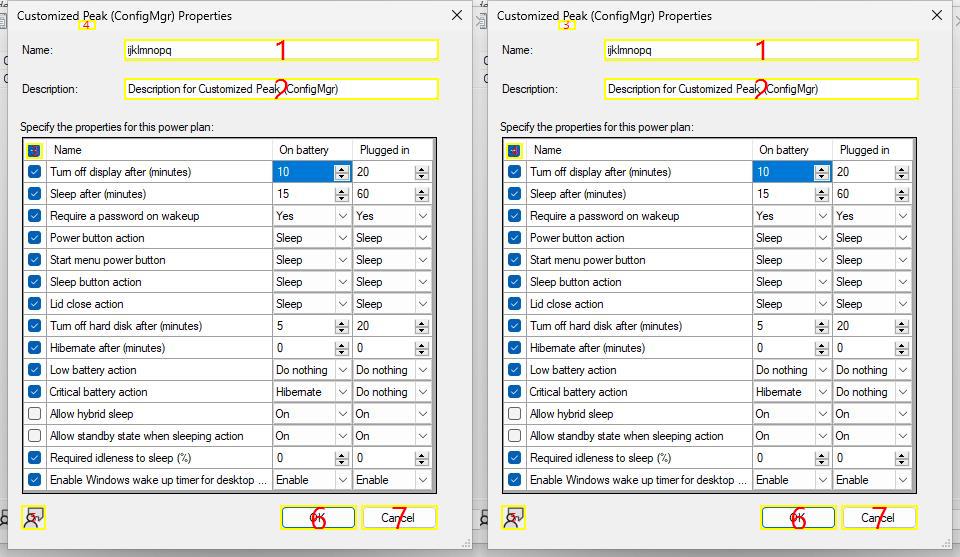 Customized Peak (ConfigMgr) Properties
4
Name:
ijklmnopq
1
Description:
Description for Customized Peak (ConfigMgr)
2
Specify the properties for this power plan:
Name On battery Plugged in
Turn off display after (minutes) 10 20
Sleep after (minutes) 15 60
Require a password on wakeup Yes Yes
Power button action Sleep Sleep
Start menu power button Sleep Sleep
Sleep button action Sleep Sleep
Lid close action Sleep Sleep
Turn off hard disk after (minutes) 5 20
Hibernate after (minutes) 0 0
Low battery action Do nothing Do nothing
Critical battery action Hibernate Do nothing
Allow hybrid sleep On On
Allow standby state when sleeping action On On
Required idleness to sleep (%) 0 0
Enable Windows wake up timer for desktop ... Enable Enable
OK
6
Cancel
7
Customized Peak (ConfigMgr) Properties
3
Name:
ijklmnopq
1
Description:
Description for Customized Peak (ConfigMgr)
2
Specify the properties for this power plan:
Name On battery Plugged in
Turn off display after (minutes) 10 20
Sleep after (minutes) 15 60
Require a password on wakeup Yes Yes
Power button action Sleep Sleep
Start menu power button Sleep Sleep
Sleep button action Sleep Sleep
Lid close action Sleep Sleep
Turn off hard disk after (minutes) 5 20
Hibernate after (minutes) 0 0
Low battery action Do nothing Do nothing
Critical battery action Hibernate Do nothing
Allow hybrid sleep On On
Allow standby state when sleeping action On On
Required idleness to sleep (%) 0 0
Enable Windows wake up timer for desktop ... Enable Enable
OK
6
Cancel
7